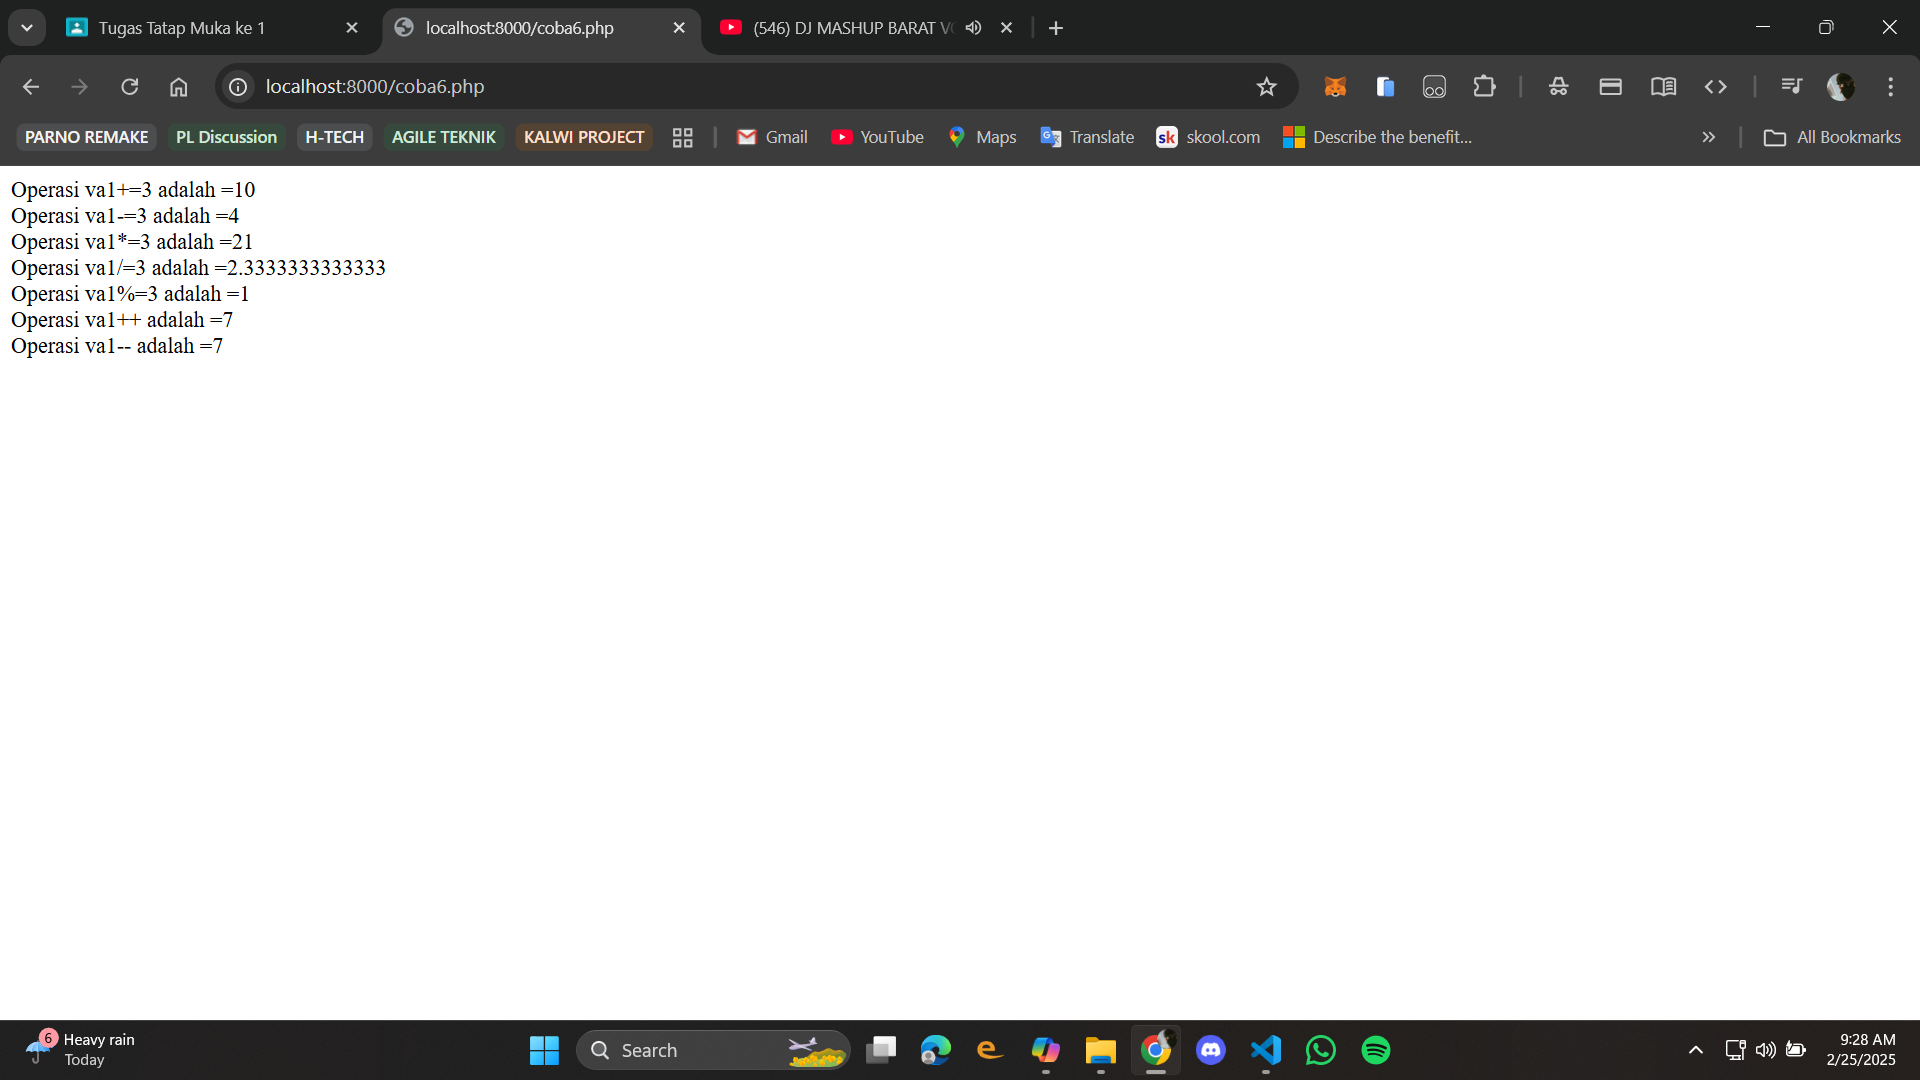 Tugas Tatap Muka ke 1
localhost:8000/coba6.php
(546) DJ MASHUP BARAT
localhost:8000/coba6.php
PARNO REMAKE
PL Discussion
H-TECH
AGILE TEKNIK
KALWI PROJECT
Gmail
YouTube
Maps
Translate
sk skool.com
Describe the benefit...
All Bookmarks
Operasi va1+=3 adalah =10
Operasi va1-=3 adalah =4
Operasi va1*=3 adalah =21
Operasi va1/=3 adalah =2.3333333333333
Operasi va1%=3 adalah =1
Operasi va1++ adalah =7
Operasi va1-- adalah =7
6
Heavy rain
Today
Search
9:28 AM
2/25/2025